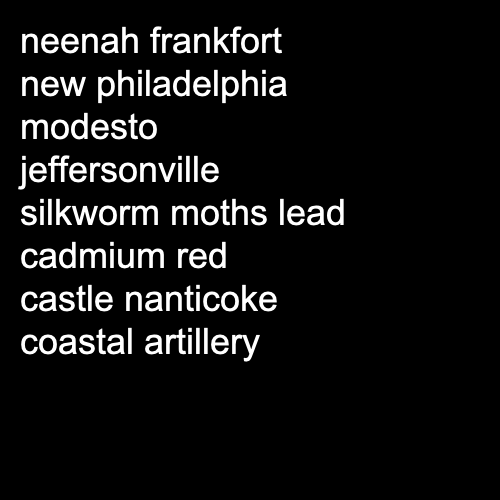 neenah frankfort
new philadelphia
modesto
jeffersonville
silkworm moths lead
cadmium red
castle nanticoke
coastal artillery